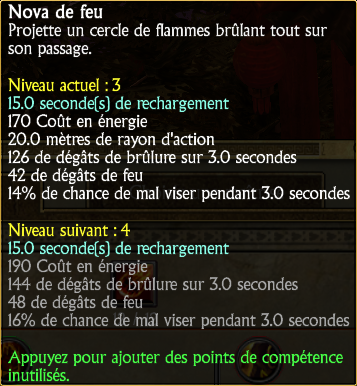 Nova de feu
Projette un cercle de flammes brûlant tout sur
son passage.
Niveau actuel : 3
15.0 seconde(s) de rechargement
170 Coût en énergie
20.0 mètres de rayon d'action
126 de dégâts de brûlure sur 3.0 secondes
42 de dégâts de feu
14% de chance de mal viser pendant 3.0 secondes
Niveau suivant : 4
15.0 seconde(s) de rechargement
190 Coût en énergie
144 de dégâts de brûlure sur 3.0 secondes
48 de dégâts de feu
16% de chance de mal viser pendant 3.0 secondes
Appuyez pour ajouter des points de compétence
inutilisés.